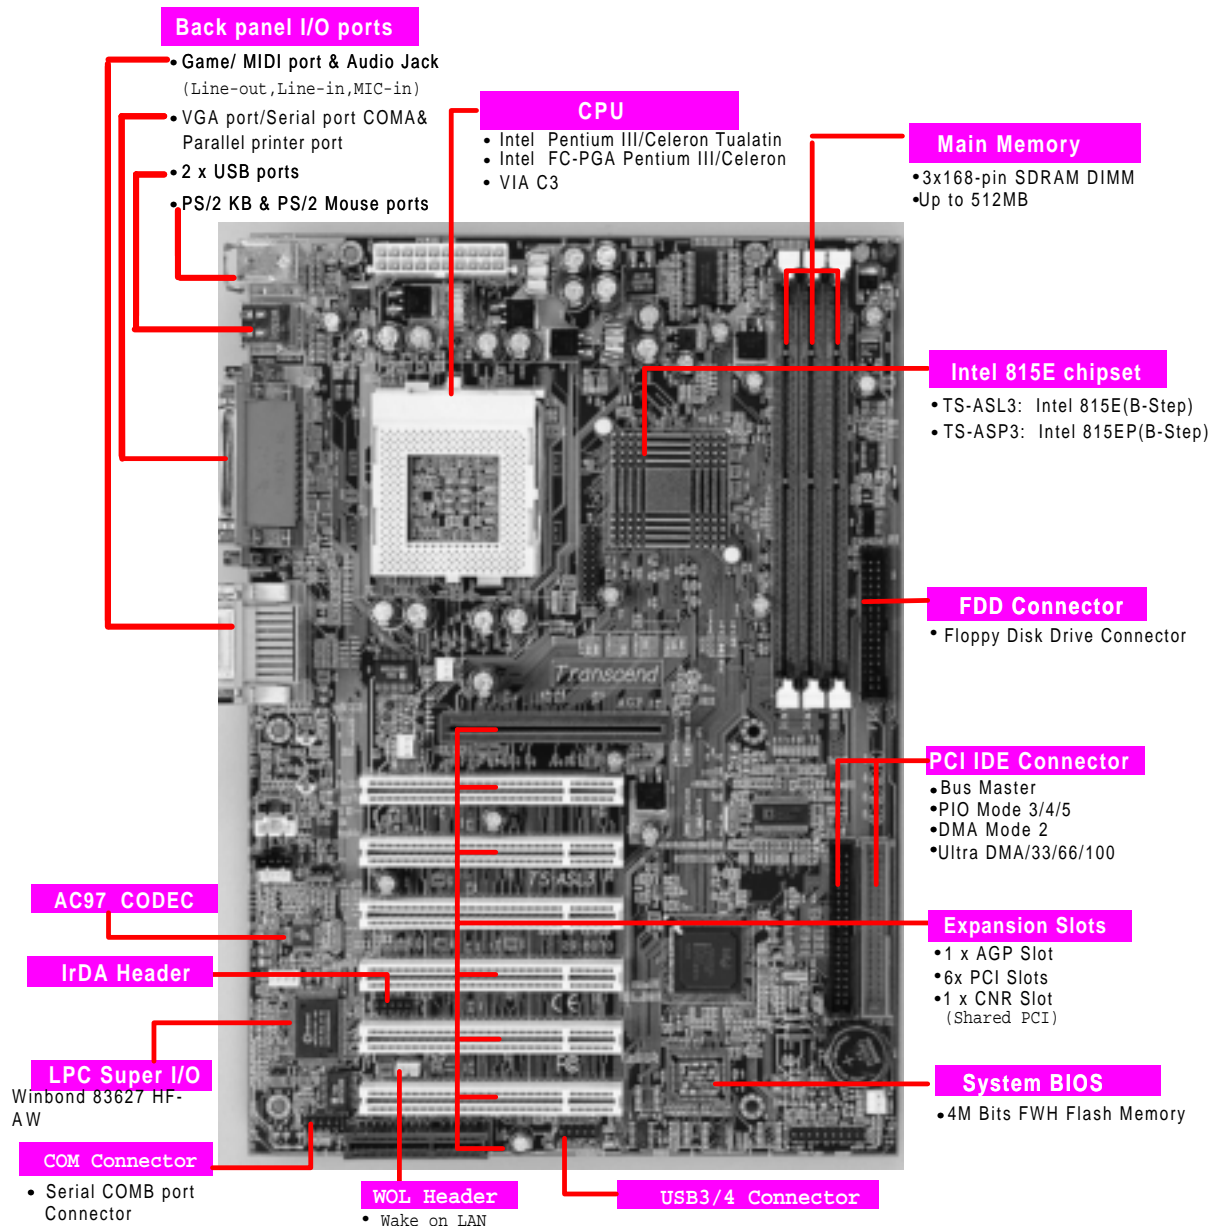 Back panel I/O ports
• Game/ MIDI port & Audio Jack
(Line-out,Line-in,MIC-in)
• VGA port/Serial port COMA&
Parallel printer port
• 2 x USB ports
• PS/2 KB & PS/2 Mouse ports
CPU
• Intel Pentium III/Celeron Tualatin
• Intel FC-PGA Pentium III/Celeron
• VIA C3
Main Memory
•3x168-pin SDRAM DIMM
•Up to 512MB
Intel 815E chipset
• TS-ASL3: Intel 815E(B-Step)
• TS-ASP3: Intel 815EP(B-Step)
FDD Connector
• Floppy Disk Drive Connector
Transcend
AGP
PCI IDE Connector
•Bus Master
•PIO Mode 3/4/5
•DMA Mode 2
•Ultra DMA/33/66/100
AC97 CODEC
Expansion Slots
•1 x AGP Slot
•6x PCI Slots
•1 x CNR Slot
(Shared PCI)
IrDA Header
CE
LPC Super I/O
Winbond 83627 HF-
AW
System BIOS
•4M Bits FWH Flash Memory
COM Connector
• Serial COMB port
Connector
WOL Header
• Wake on LAN
USB3/4 Connector